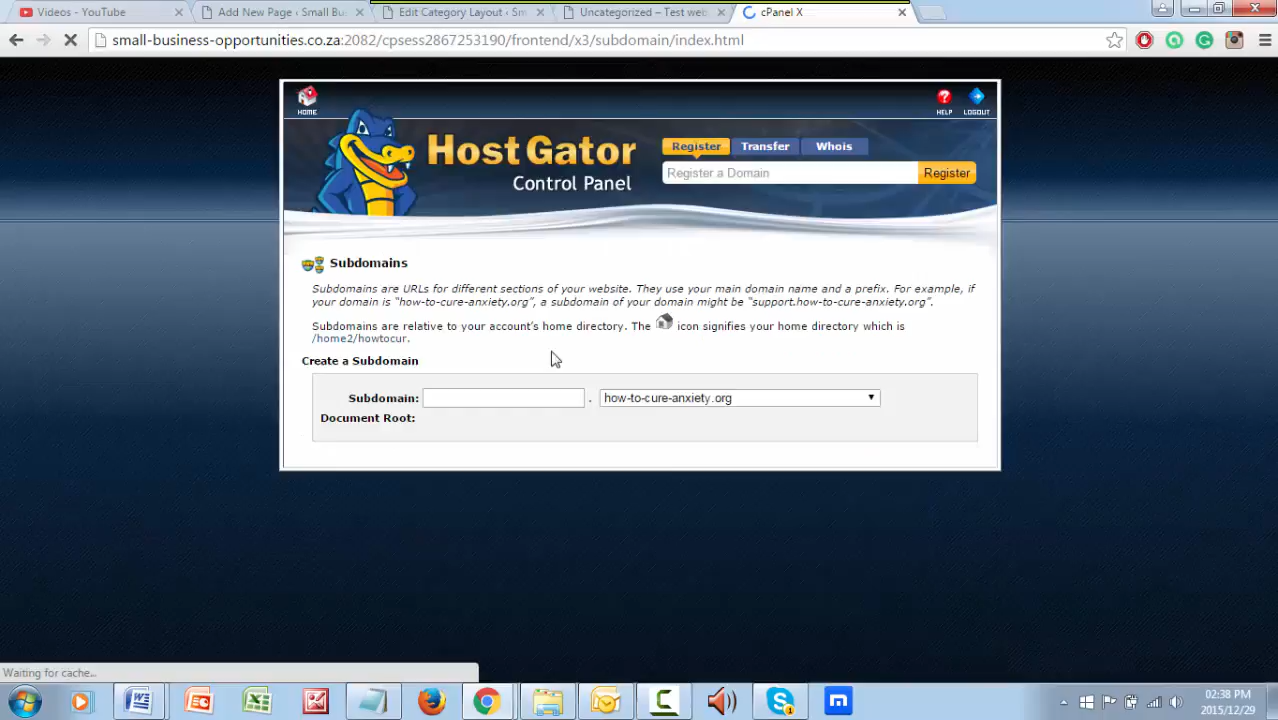 Videos - YouTube
Add New Page ‹ Small Bus
Edit Category Layout ‹ Sm
Uncategorized – Test web
cPanel X
small-business-opportunities.co.za:2082/cpsess2867253190/frontend/x3/subdomain/index.html
HOME
HELP
LOGOUT
HostGator
Control Panel
Register
Transfer
Whois
Register a Domain
Register
Subdomains
Subdomains are URLs for different sections of your website. They use your main domain name and a prefix. For example, if
your domain is "how-to-cure-anxiety.org", a subdomain of your domain might be "support.how-to-cure-anxiety.org".
Subdomains are relative to your account's home directory. The icon signifies your home directory which is
/home2/howtocur.
Create a Subdomain
Subdomain: . how-to-cure-anxiety.org
Document Root:
Waiting for cache...
02:38 PM
2015/12/29